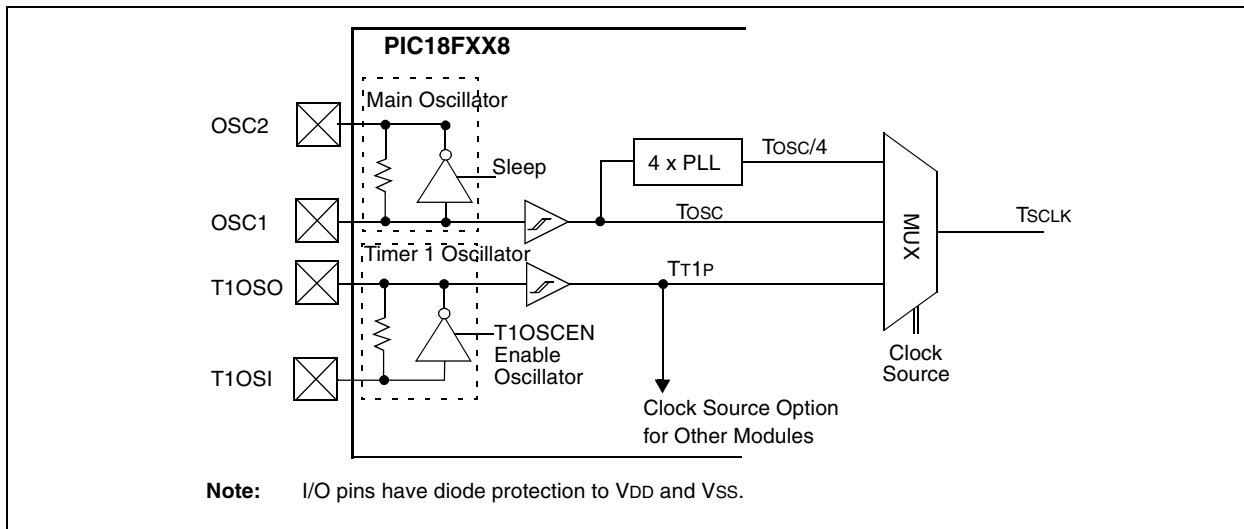 PIC18FXX8
Main Oscillator
OSC2
Sleep
4 x PLL
TOSC/4
OSC1
TOSC
MUX
TSCLK
Timer 1 Oscillator
T1OSO
TT1P
T1OSCEN
Enable
Oscillator
T1OSI
Clock
Source
Clock Source Option
for Other Modules
Note: I/O pins have diode protection to VDD and VSS.